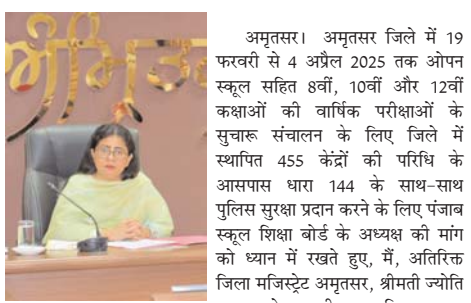 ਅੰਮ੍ਰਿਤਸ
अमृतसर। अमृतसर जिले में 19
फरवरी से 4 अप्रैल 2025 तक ओपन
स्कूल सहित 8वीं, 10वीं और 12वीं
कक्षाओं की वार्षिक परीक्षाओं के
सुचारू संचालन के लिए जिले में
स्थापित 455 केंद्रों की परिधि के
आसपास धारा 144 के साथ-साथ
पुलिस सुरक्षा प्रदान करने के लिए पंजाब
स्कूल शिक्षा बोर्ड के अध्यक्ष की मांग
को ध्यान में रखते हुए, मैं, अतिरिक्त
जिला मजिस्ट्रेट अमृतसर, श्रीमती ज्योति